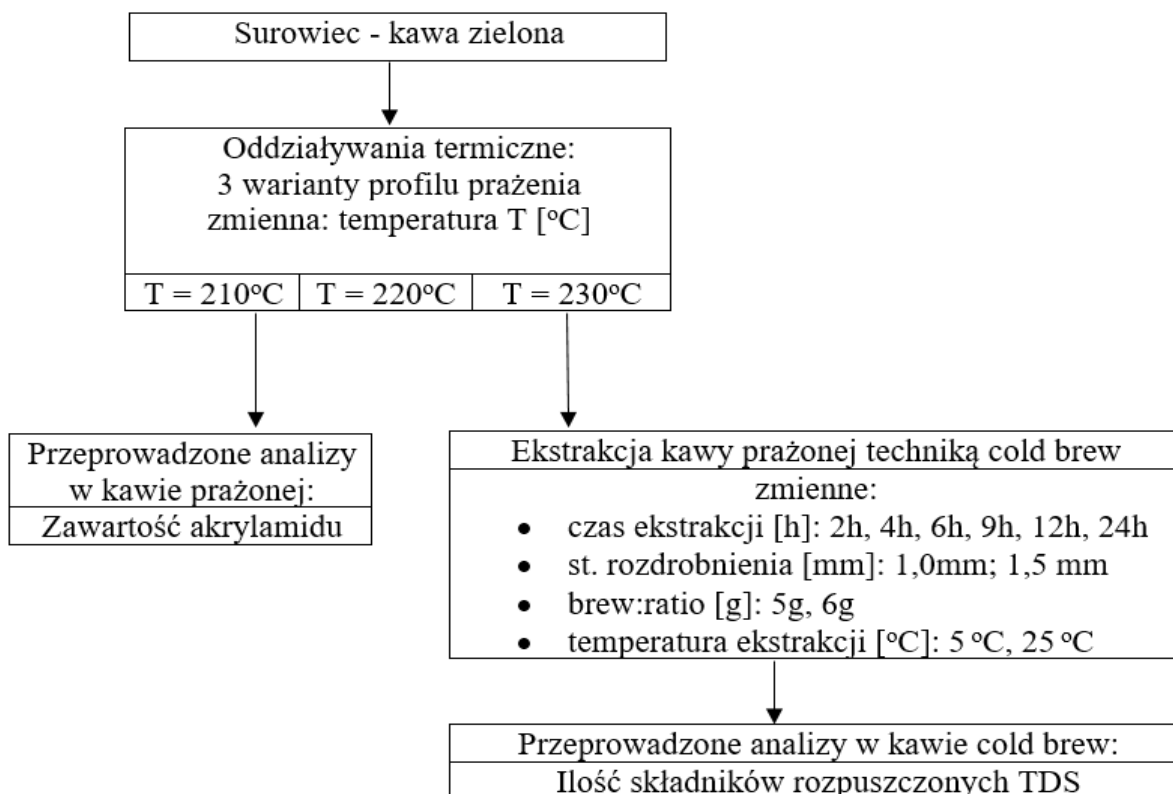 Surowiec - kawa zielona
Oddziaływania termiczne:
3 warianty profilu prażenia
zmienna: temperatura T [°C]
T = 210°C
T = 220°C
T = 230°C
Przeprowadzone analizy
w kawie prażonej:
Zawartość akrylamidu
Ekstrakcja kawy prażonej techniką cold brew
zmienne:
• czas ekstrakcji [h]: 2h, 4h, 6h, 9h, 12h, 24h
• st. rozdrobnienia [mm]: 1,0mm; 1,5 mm
• brew:ratio [g]: 5g, 6g
• temperatura ekstrakcji [°C]: 5 °C, 25 °C
Przeprowadzone analizy w kawie cold brew:
Ilość składników rozpuszczonych TDS